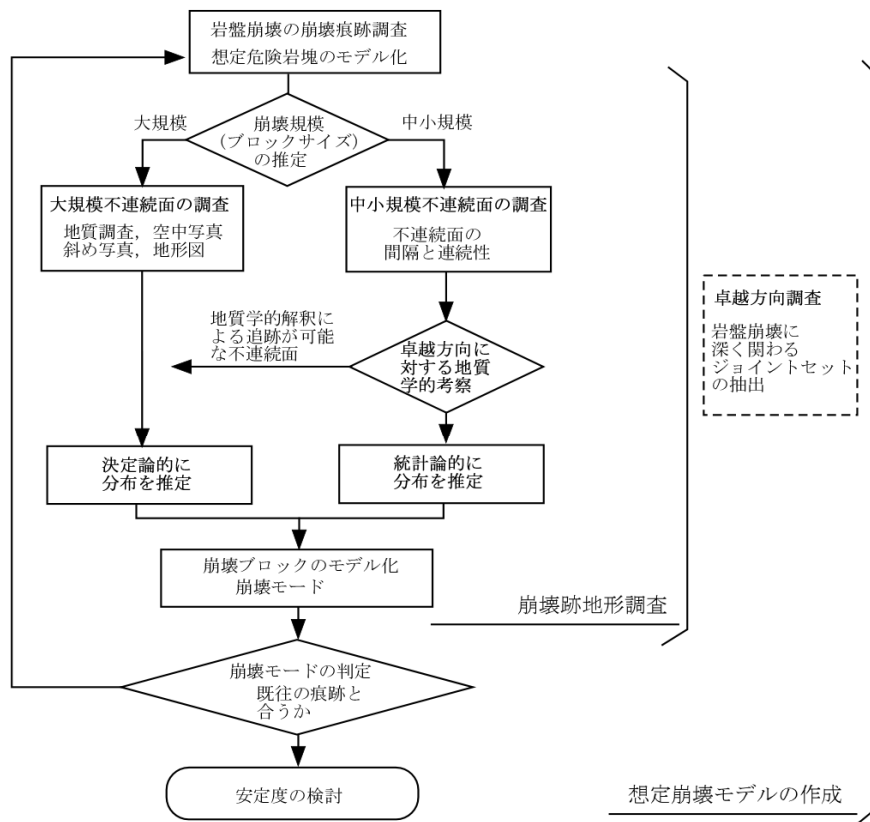 岩盤崩壊の崩壊痕跡調査
想定危険岩塊のモデル化
大規模
崩壊規模
(ブロックサイズ)
の推定
中小規模
大規模不連続面の調査
地質調査，空中写真
斜め写真，地形図
中小規模不連続面の調査
不連続面の
間隔と連続性
地質学的解釈に
よる追跡が可能
な不連続面
卓越方向に
対する地質
学的考察
決定論的に
分布を推定
統計論的に
分布を推定
崩壊ブロックのモデル化
崩壊モード
崩壊跡地形調査
崩壊モードの判定
既往の痕跡と
合うか
安定度の検討
卓越方向調査
岩盤崩壊に
深く関わる
ジョイントセット
の抽出
想定崩壊モデルの作成